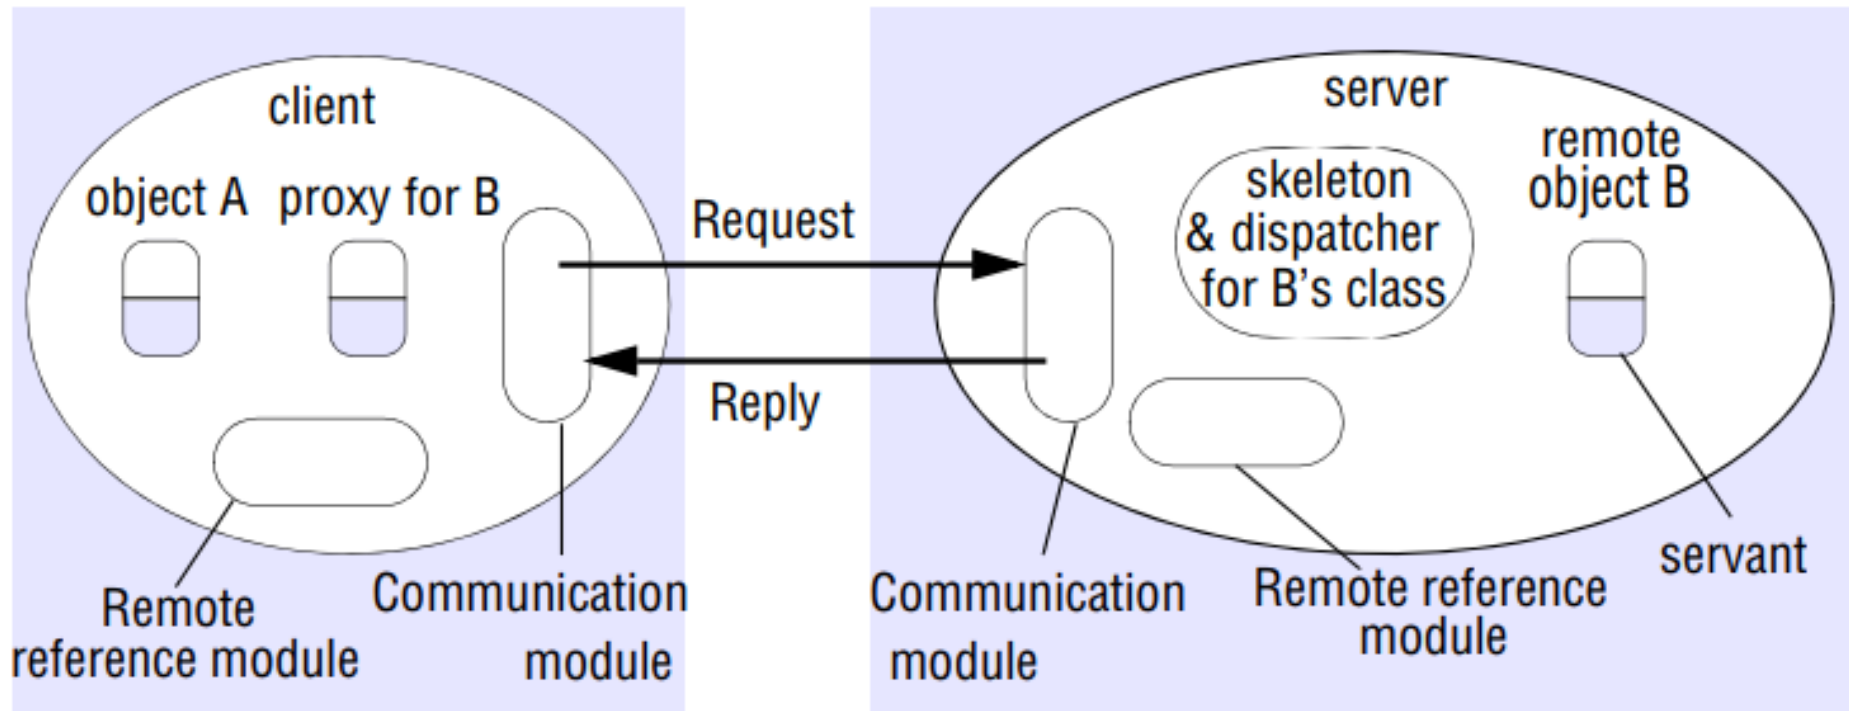 client
object A
proxy for B
Remote
reference module
Communication
module
Request
Reply
server
skeleton
& dispatcher
for B's class
remote
object B
Communication
module
Remote reference
module
servant